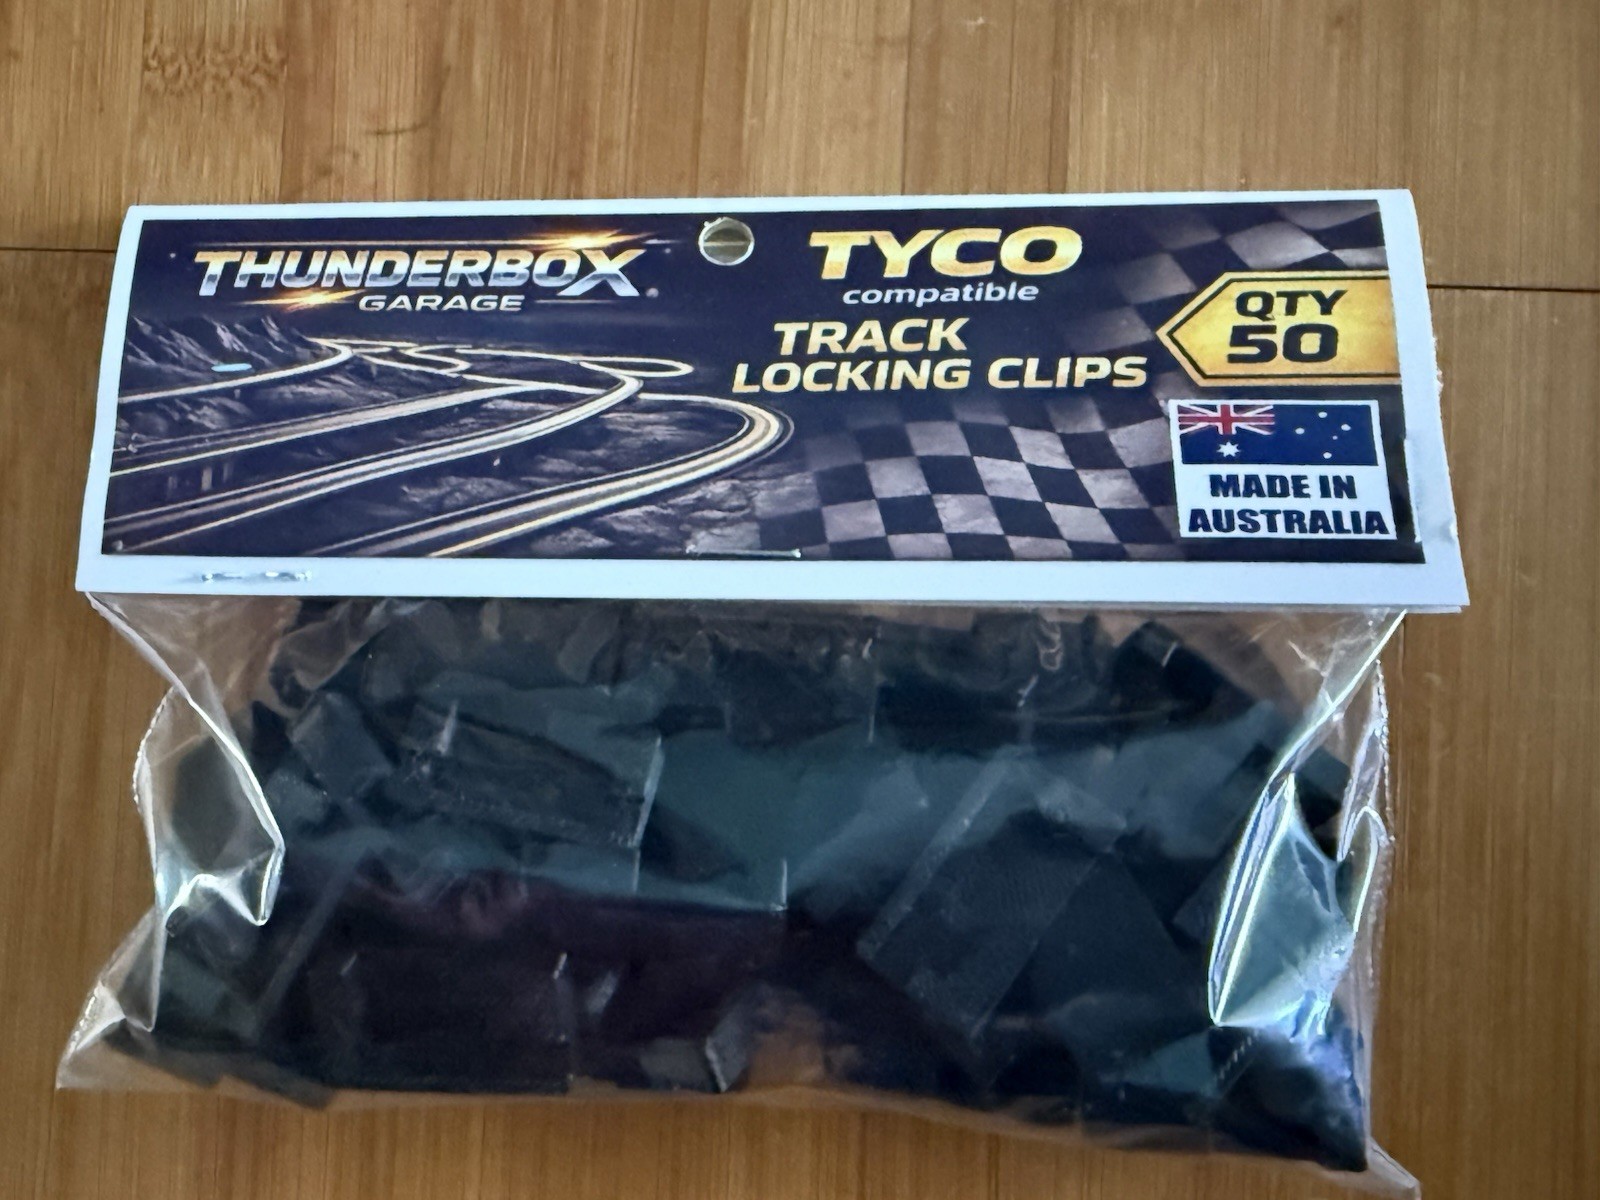 THUNDERBOX
GARAGE
TYCO
compatible
TRACK
LOCKING CLIPS
QTY
50
MADE IN
AUSTRALIA